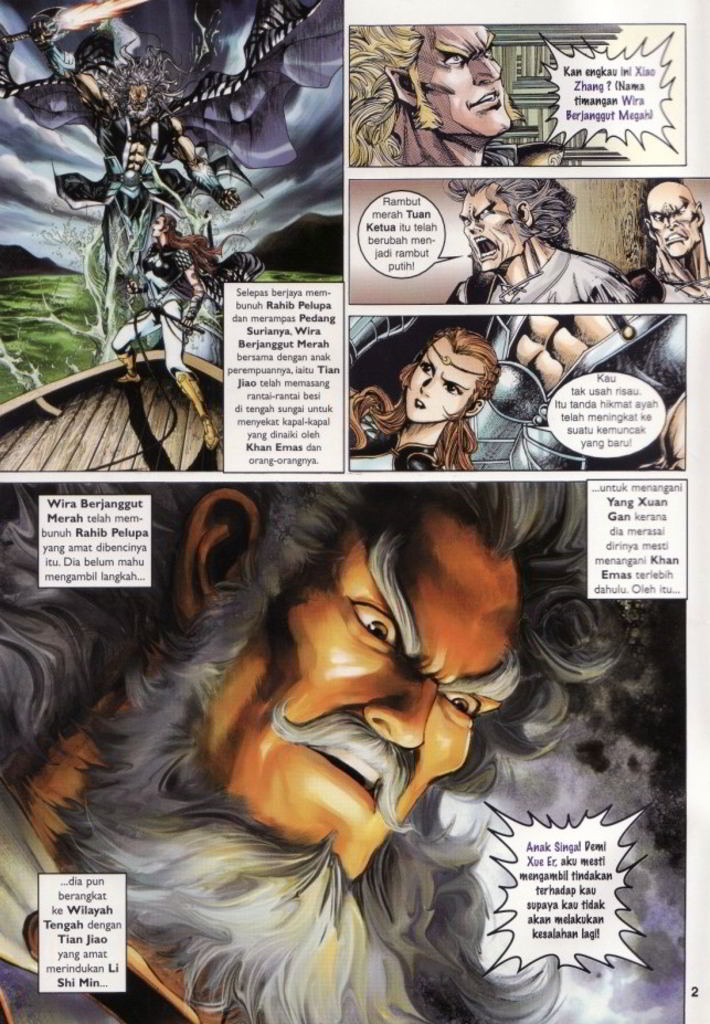 Selepas berjaya mem-
bunuh Rahib Pelupa
dan merampas Pedang
Surianya, Wira
Berjanggut Merah
bersama dengan anak
perempuannya, iaitu Tian
Jiao telah memasang
rantai-rantai besi
di tengah sungai untuk
menyekat kapal-kapal
yang dinaiki oleh
Khan Emas dan
orang-orangnya.
Kan engkau ini Xiao
Zhang ? (Nama
timangan Wira
Berjanggut Megah)
Rambut
merah Tuan
Ketua itu telah
berubah men-
jadi rambut
putih!
Kau
tak usah risau.
Itu tanda hikmat ayah
telah meningkat ke
suatu kemuncak
yang baru!
Wira Berjanggut
Merah telah mem-
bunuh Rahib Pelupa
yang amat dibencinya
itu. Dia belum mahu
mengambil langkah...
...untuk menangani
Yang Xuan
Gan kerana
dia merasai
dirinya mesti
menangani Khan
Emas terlebih
dahulu. Oleh itu...
Anak Singa! Demi
Xue Er, aku mesti
mengambil tindakan
terhadap kau
supaya kau tidak
akan melakukan
kesalahan lagi!
...dia pun
berangkat
ke Wilayah
Tengah dengan
Tian Jiao
yang amat
merindukan Li
Shi Min...
2